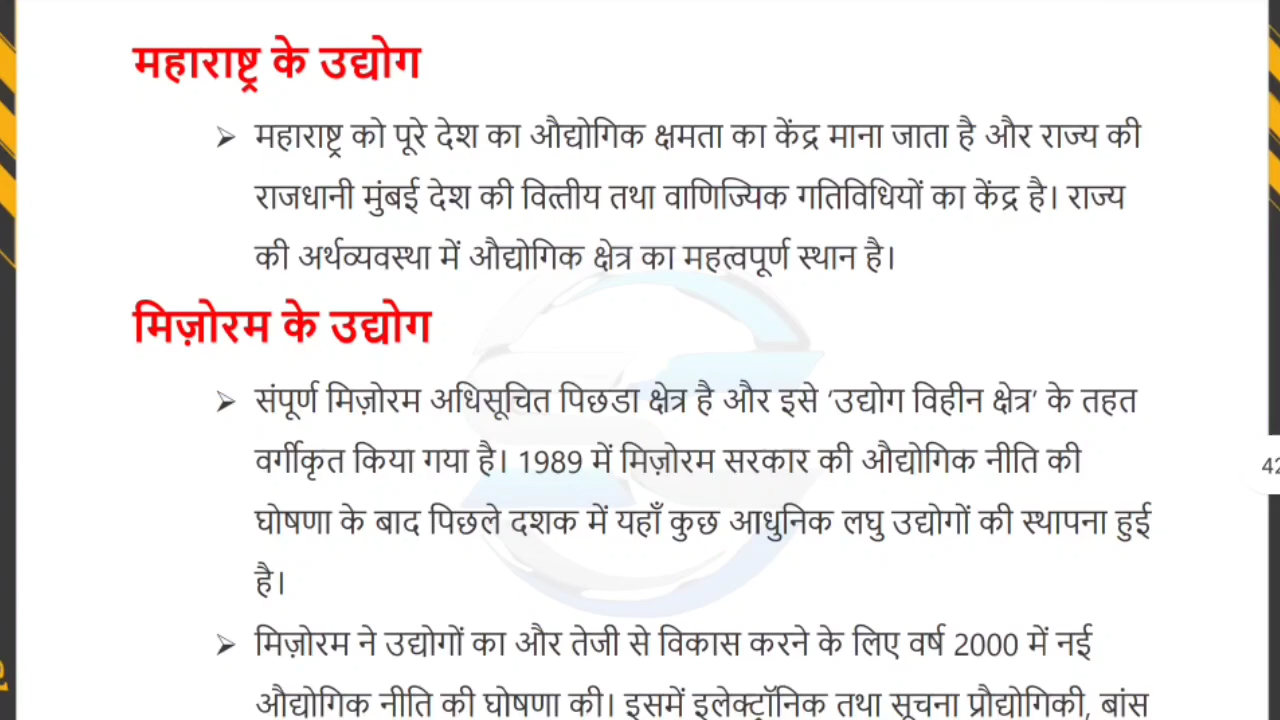 महाराष्ट्र के उद्योग
➢ महाराष्ट्र को पूरे देश का औद्योगिक क्षमता का केंद्र माना जाता है और राज्य की
राजधानी मुंबई देश की वित्तीय तथा वाणिज्यिक गतिविधियों का केंद्र है। राज्य
की अर्थव्यवस्था में औद्योगिक क्षेत्र का महत्वपूर्ण स्थान है।
मिज़ोरम के उद्योग
➢ संपूर्ण मिज़ोरम अधिसूचित पिछडा क्षेत्र है और इसे ‘उद्योग विहीन क्षेत्र’ के तहत
वर्गीकृत किया गया है। 1989 में मिज़ोरम सरकार की औद्योगिक नीति की
घोषणा के बाद पिछले दशक में यहाँ कुछ आधुनिक लघु उद्योगों की स्थापना हुई
है।
➢ मिज़ोरम ने उद्योगों का और तेजी से विकास करने के लिए वर्ष 2000 में नई
औद्योगिक नीति की घोषणा की। इसमें इलेक्ट्रॉनिक तथा सूचना प्रौद्योगिकी, बांस
42